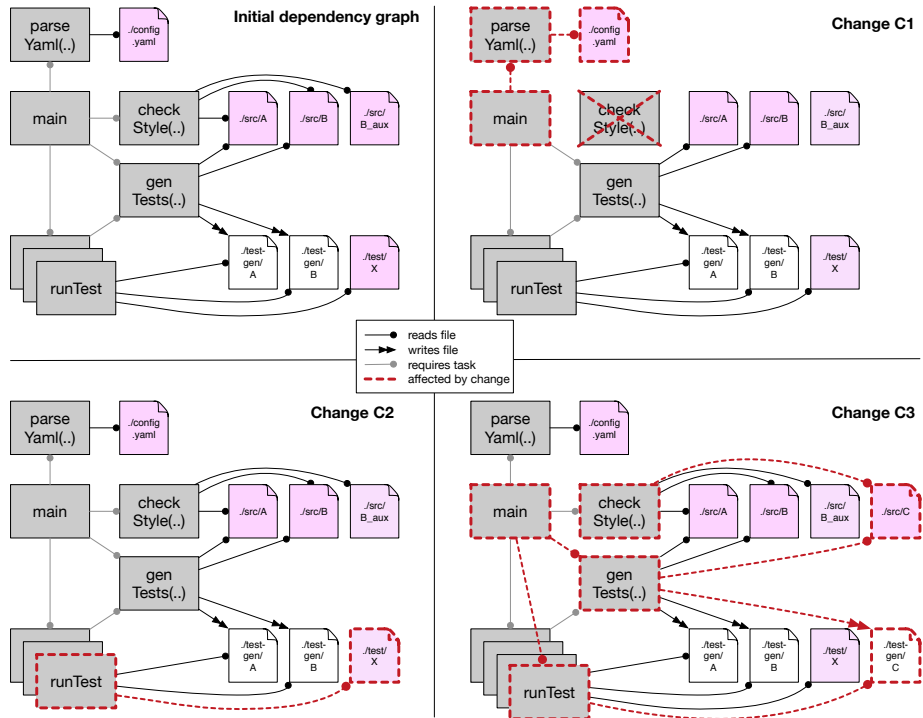 Initial dependency graph
parse
Yaml(..)
./config
.yaml
main
check
Style(..)
./src/A
./src/B
./src/
B_aux
gen
Tests(..)
./test-
gen/
A
./test-
gen/
B
./test/
X
runTest
Change C1
parse
Yaml(..)
./config
.yaml
main
check
Style(..)
./src/A
./src/B
./src/
B_aux
gen
Tests(..)
./test-
gen/
A
./test-
gen/
B
./test/
X
runTest
reads file
writes file
requires task
affected by change
Change C2
parse
Yaml(..)
./config
.yaml
main
check
Style(..)
./src/A
./src/B
./src/
B_aux
gen
Tests(..)
./test-
gen/
A
./test-
gen/
B
./test/
X
runTest
Change C3
parse
Yaml(..)
./config
.yaml
main
check
Style(..)
./src/A
./src/B
./src/
B_aux
./src/C
gen
Tests(..)
./test-
gen/
A
./test-
gen/
B
./test/
X
./test-
gen/
C
runTest